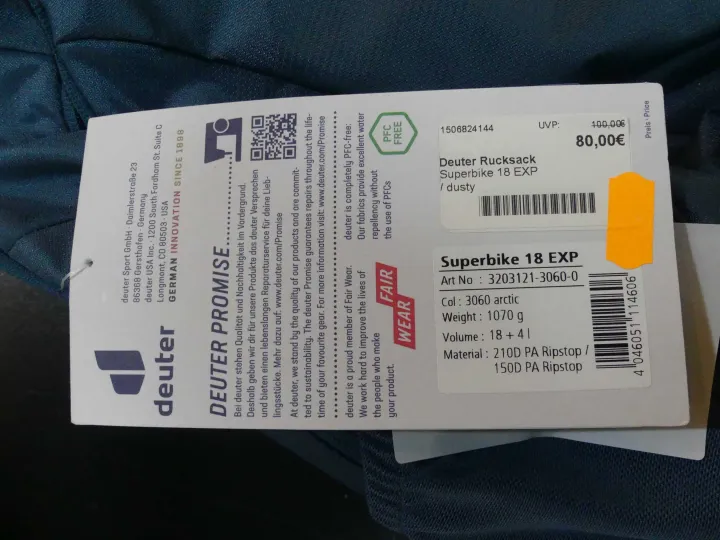 deuter Sport GmbH · Daimlerstraße 23
86368 Gersthofen · Germany
deuter USA Inc. · 1200 South Fordham St. Suite C
Longmont, CO 80503 · USA
GERMAN INNOVATION SINCE 1898
deuter
DEUTER PROMISE
Bei deuter stehen Qualität und Nachhaltigkeit im Vordergrund.
Deshalb geben wir dir für unsere Produkte das deuter Versprechen
und bieten einen lebenslangen Reparaturservice für deine Lieb-
lingsstücke. Mehr dazu auf: www.deuter.com/Promise
At deuter, we stand by the quality of our products and are commit-
ted to sustainability. The deuter Promise guarantees repairs throughout the life-
time of your favourite gear. For more information visit: www.deuter.com/Promise
deuter is a proud member of Fair Wear.
We work hard to improve the lives of
the people who make
your product.
FAIR
WEAR
deuter is completely PFC-free:
Our fabrics provide excellent water
repellency without
the use of PFCs
PFC
FREE
Preis · Price
1506824144 UVP: 100,00€
80,00€
Deuter Rucksack
Superbike 18 EXP
/ dusty
Superbike 18 EXP
Art No : 3203121-3060-0
Col : 3060 arctic
Weight : 1070 g
Volume : 18 + 4 l
Material : 210D PA Ripstop /
150D PA Ripstop
4 046051 114606